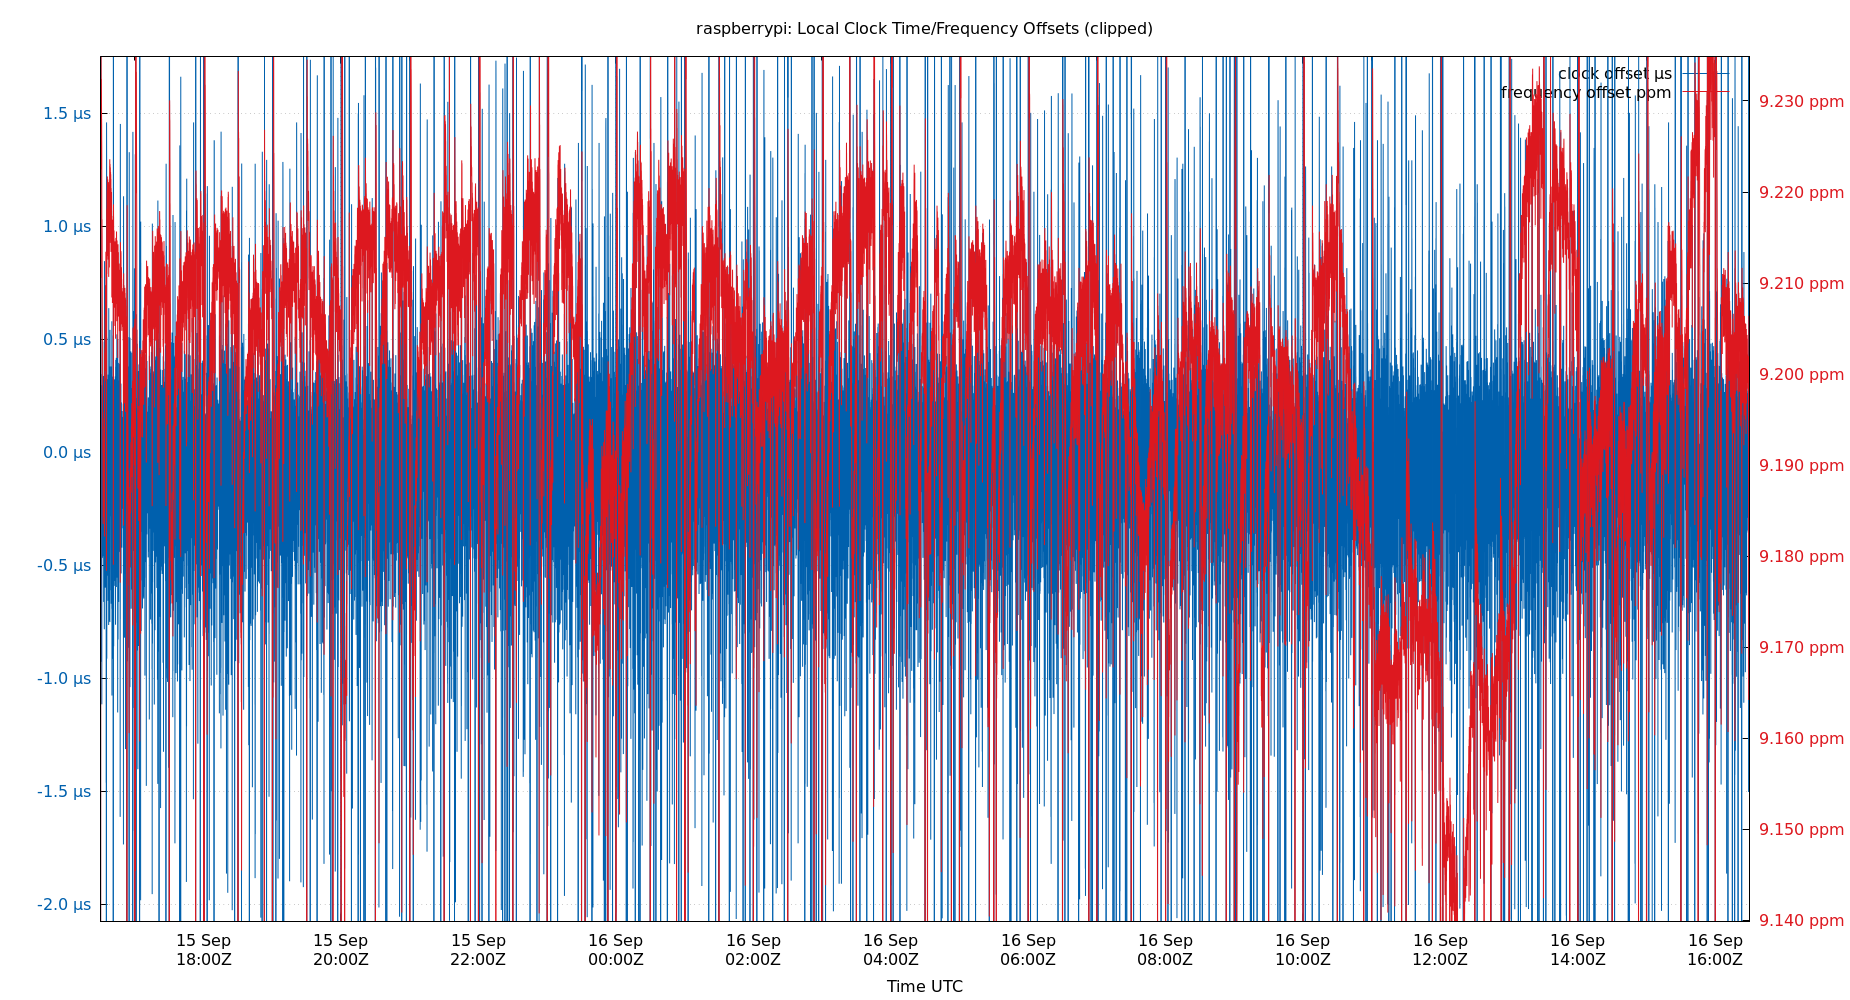 raspberrypi: Local Clock Time/Frequency Offsets (clipped)
clock offset µs
frequency offset ppm
1.5 µs
1.0 µs
0.5 µs
0.0 µs
-0.5 µs
-1.0 µs
-1.5 µs
-2.0 µs
9.230 ppm
9.220 ppm
9.210 ppm
9.200 ppm
9.190 ppm
9.180 ppm
9.170 ppm
9.160 ppm
9.150 ppm
9.140 ppm
15 Sep
18:00Z
15 Sep
20:00Z
15 Sep
22:00Z
16 Sep
00:00Z
16 Sep
02:00Z
16 Sep
04:00Z
16 Sep
06:00Z
16 Sep
08:00Z
16 Sep
10:00Z
16 Sep
12:00Z
16 Sep
14:00Z
16 Sep
16:00Z
Time UTC